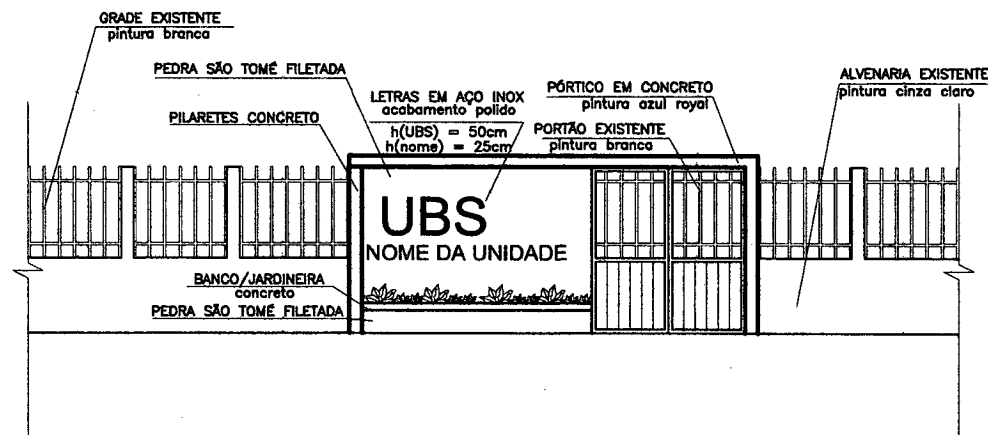 GRADE EXISTENTE
pintura branca
PEDRA SÃO TOMÉ FILETADA
PILARETES CONCRETO
LETRAS EM AÇO INOX
acabamento polido
h(UBS) = 50cm
h(nome) = 25cm
PÓRTICO EM CONCRETO
pintura azul royal
PORTÃO EXISTENTE
pintura branca
ALVENARIA EXISTENTE
pintura cinza claro
UBS
NOME DA UNIDADE
BANCO/JARDINEIRA
concreto
PEDRA SÃO TOMÉ FILETADA